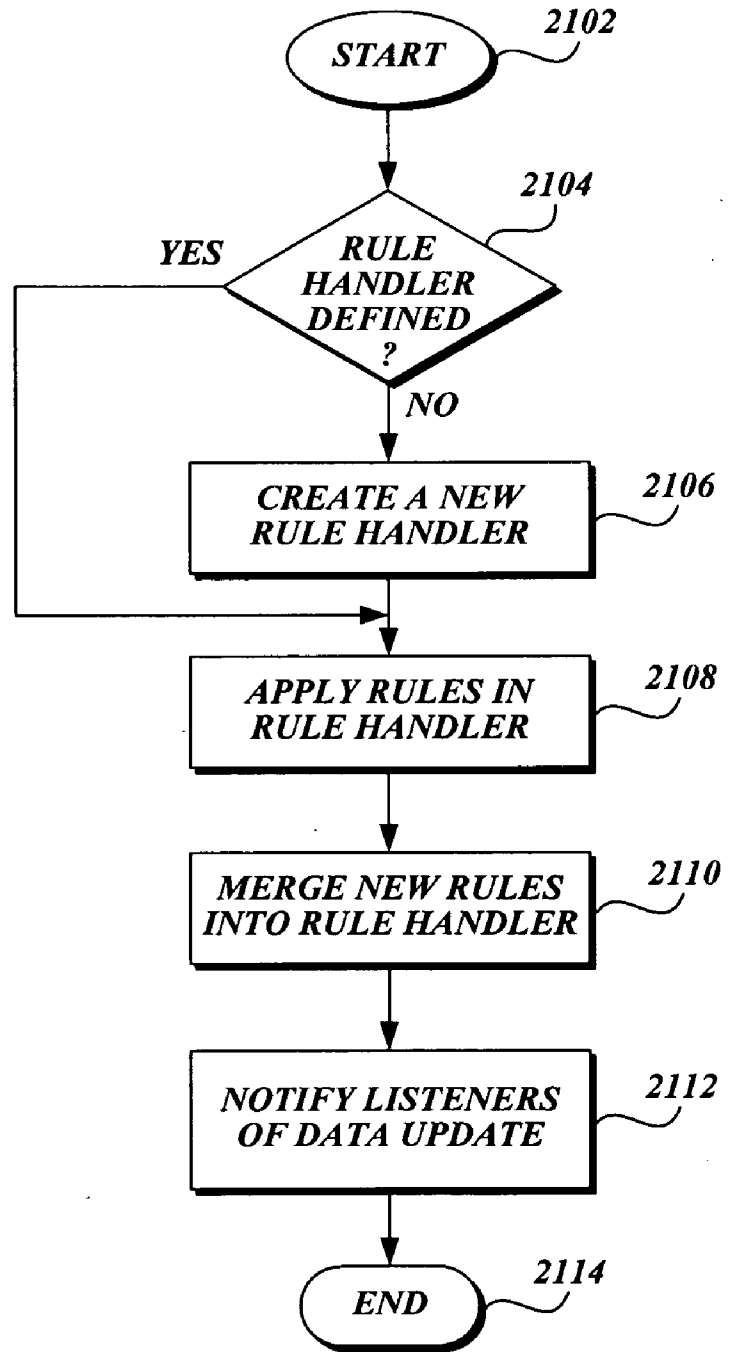 2102
START
2104
YES
RULE
HANDLER
DEFINED
?
NO
2106
CREATE A NEW
RULE HANDLER
2108
APPLY RULES IN
RULE HANDLER
2110
MERGE NEW RULES
INTO RULE HANDLER
2112
NOTIFY LISTENERS
OF DATA UPDATE
2114
END